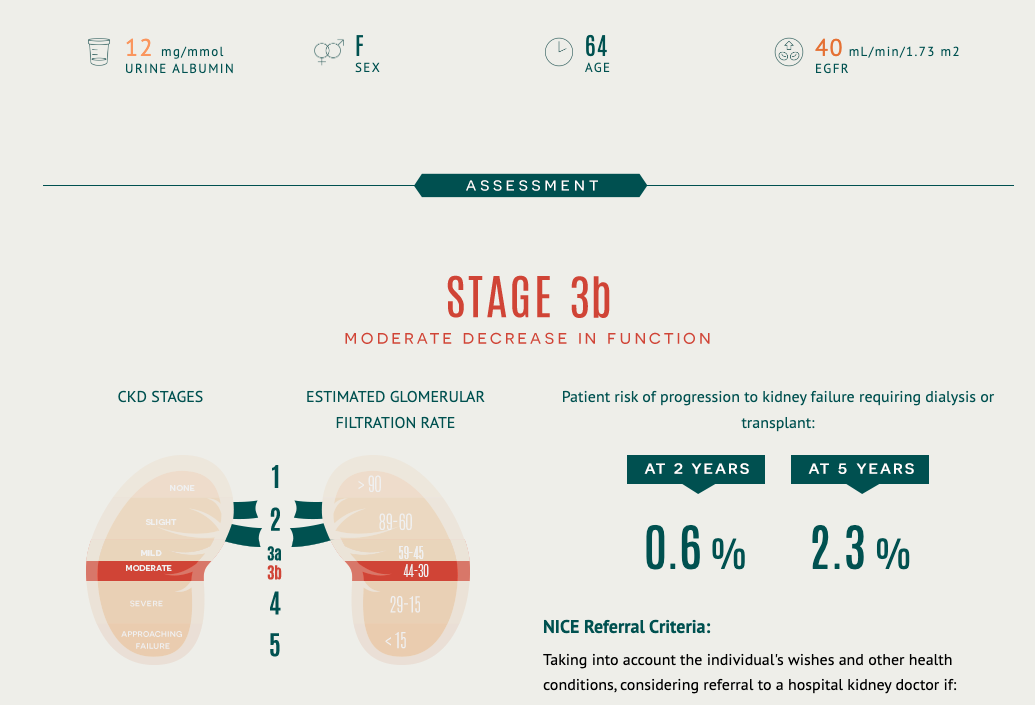 12 mg/mmol
URINE ALBUMIN
F
SEX
64
AGE
40 mL/min/1.73 m2
EGFR
ASSESSMENT
STAGE 3b
MODERATE DECREASE IN FUNCTION
CKD STAGES
ESTIMATED GLOMERULAR
FILTRATION RATE
NONE
1
> 90
SLIGHT
2
89-60
MILD
3a
59-45
MODERATE
3b
44-30
SEVERE
4
29-15
APPROACHING
FAILURE
5
< 15
Patient risk of progression to kidney failure requiring dialysis or
transplant:
AT 2 YEARS
AT 5 YEARS
0.6 %
2.3 %
NICE Referral Criteria:
Taking into account the individual's wishes and other health
conditions, considering referral to a hospital kidney doctor if: